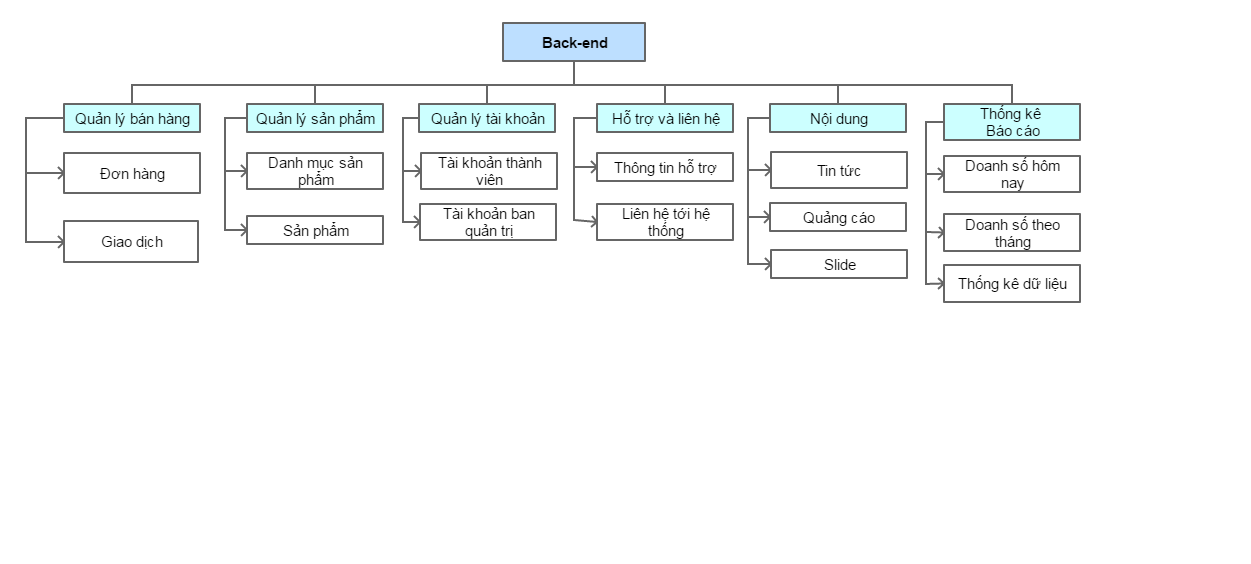 Back-end
Quản lý bán hàng
Đơn hàng
Giao dịch
Quản lý sản phẩm
Danh mục sản
phẩm
Sản phẩm
Quản lý tài khoản
Tài khoản thành
viên
Tài khoản ban
quản trị
Hỗ trợ và liên hệ
Thông tin hỗ trợ
Liên hệ tới hệ
thống
Nội dung
Tin tức
Quảng cáo
Slide
Thống kê
Báo cáo
Doanh số hôm
nay
Doanh số theo
tháng
Thống kê dữ liệu